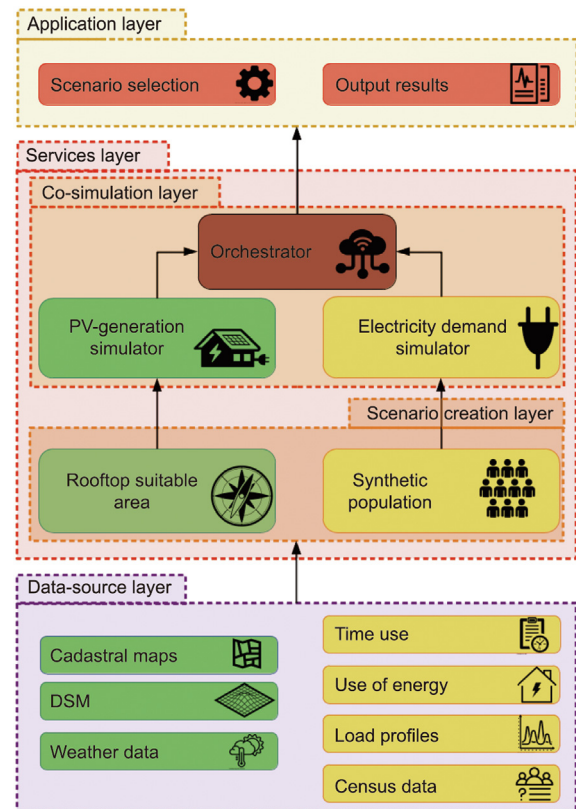 Application layer
Scenario selection
Output results
Services layer
Co-simulation layer
Orchestrator
PV-generation
simulator
Electricity demand
simulator
Scenario creation layer
Rooftop suitable
area
Synthetic
population
Data-source layer
Cadastral maps
DSM
Weather data
Time use
Use of energy
Load profiles
Census data